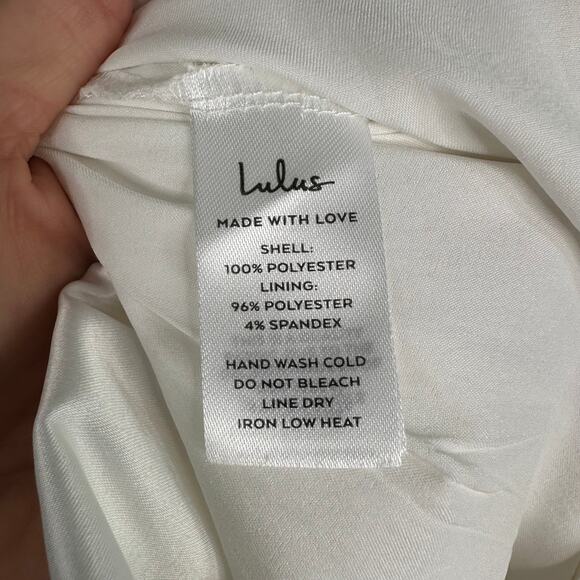 Lulus
MADE WITH LOVE
SHELL:
100% POLYESTER
LINING:
96% POLYESTER
4% SPANDEX
HAND WASH COLD
DO NOT BLEACH
LINE DRY
IRON LOW HEAT